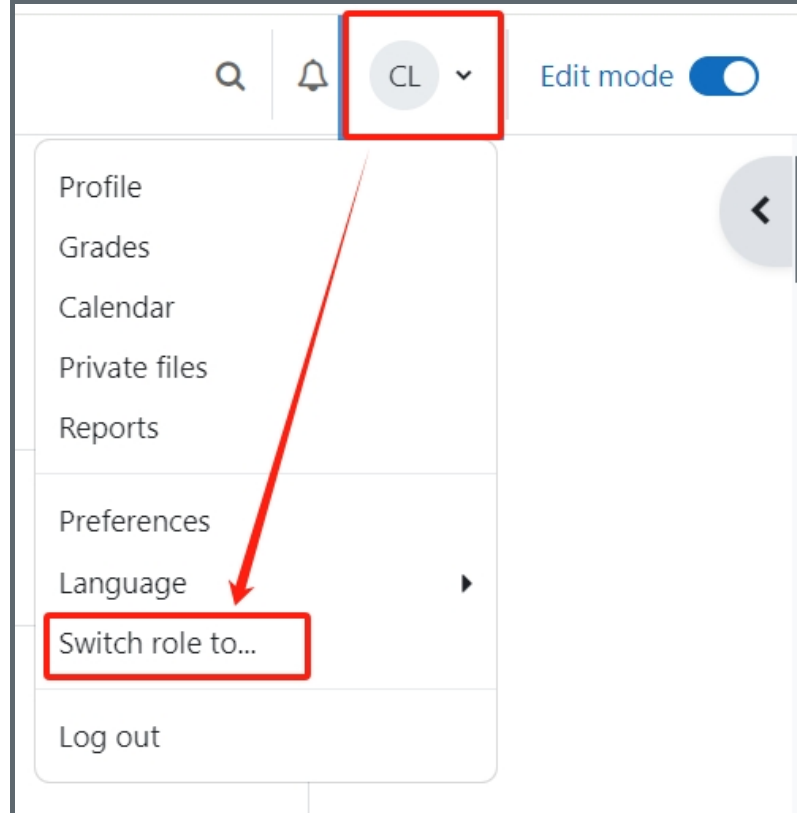 CL Edit mode
Profile
Grades
Calendar
Private files
Reports
Preferences
Language
Switch role to...
Log out